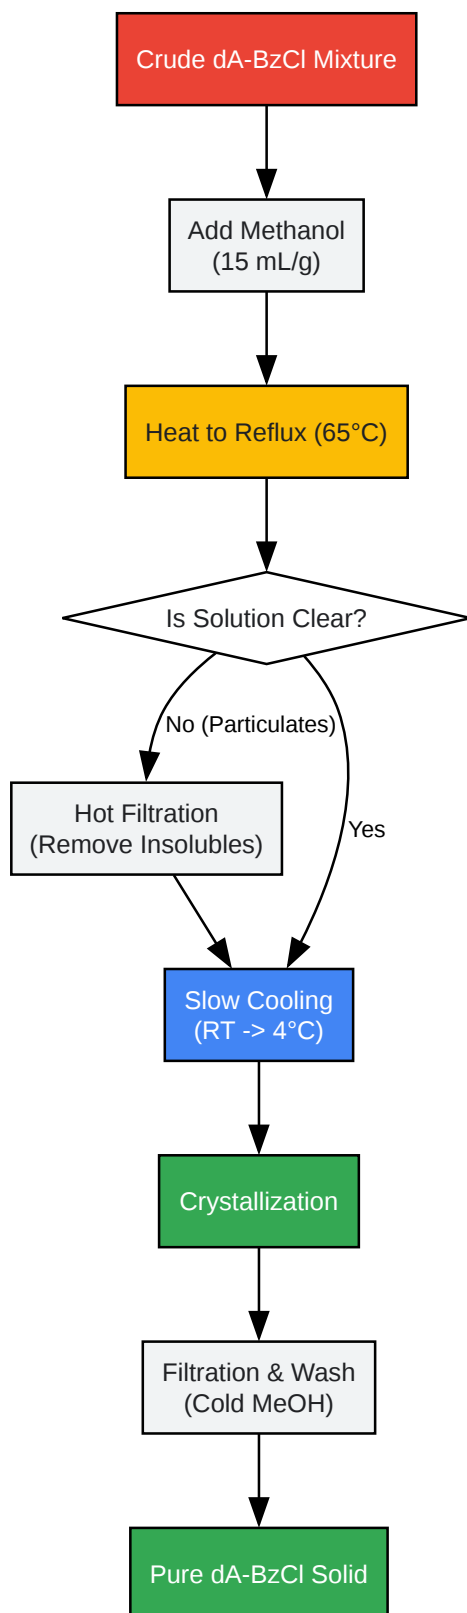 Crude dA-BzCl Mixture
Add Methanol
(15 mL/g)
Heat to Reflux (65°C)
Is Solution Clear?
No (Particulates)
Hot Filtration
(Remove Insolubles)
Yes
Slow Cooling
(RT -> 4°C)
Crystallization
Filtration & Wash
(Cold MeOH)
Pure dA-BzCl Solid